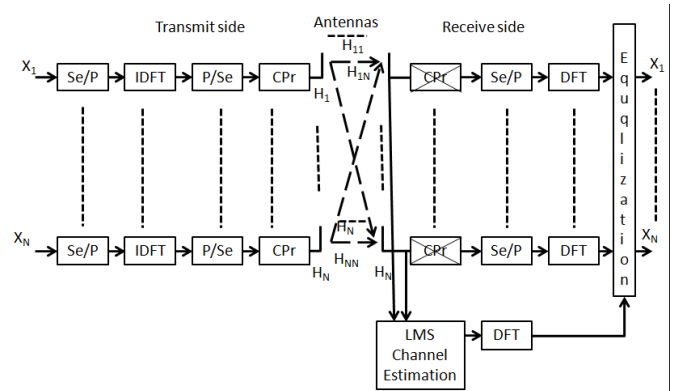 Transmit side Antennas Receive side
H11
X1 Se/P IDFT P/Se CPr H1N CPr Se/P DFT X1
H1
Equqlization
HN
XN Se/P IDFT P/Se CPr CPr Se/P DFT XN
HN HNN HN
LMS DFT
Channel
Estimation